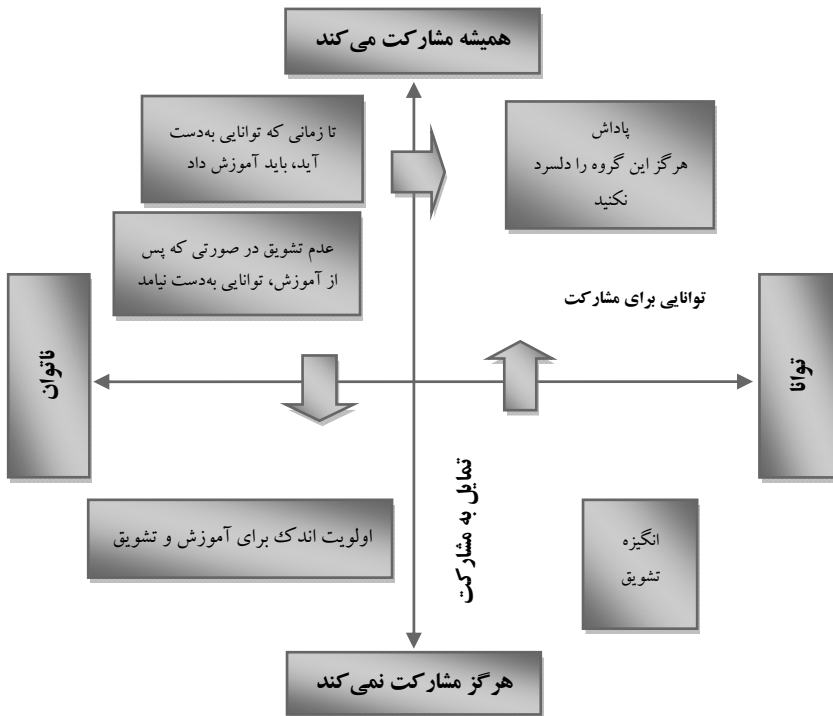 همیشه مشارکت می‌کند
پاداش
هرگز این گروه را دلسرد
نکنید
تا زمانی که توانایی به‌دست
آید، باید آموزش داد
عدم تشویق در صورتی که پس
از آموزش، توانایی به‌دست نیامد
توانایی برای مشارکت
توانا
ناتوان
تمایل به مشارکت
انگیزه
تشویق
اولویت اندک برای آموزش و تشویق
هرگز مشارکت نمی‌کند